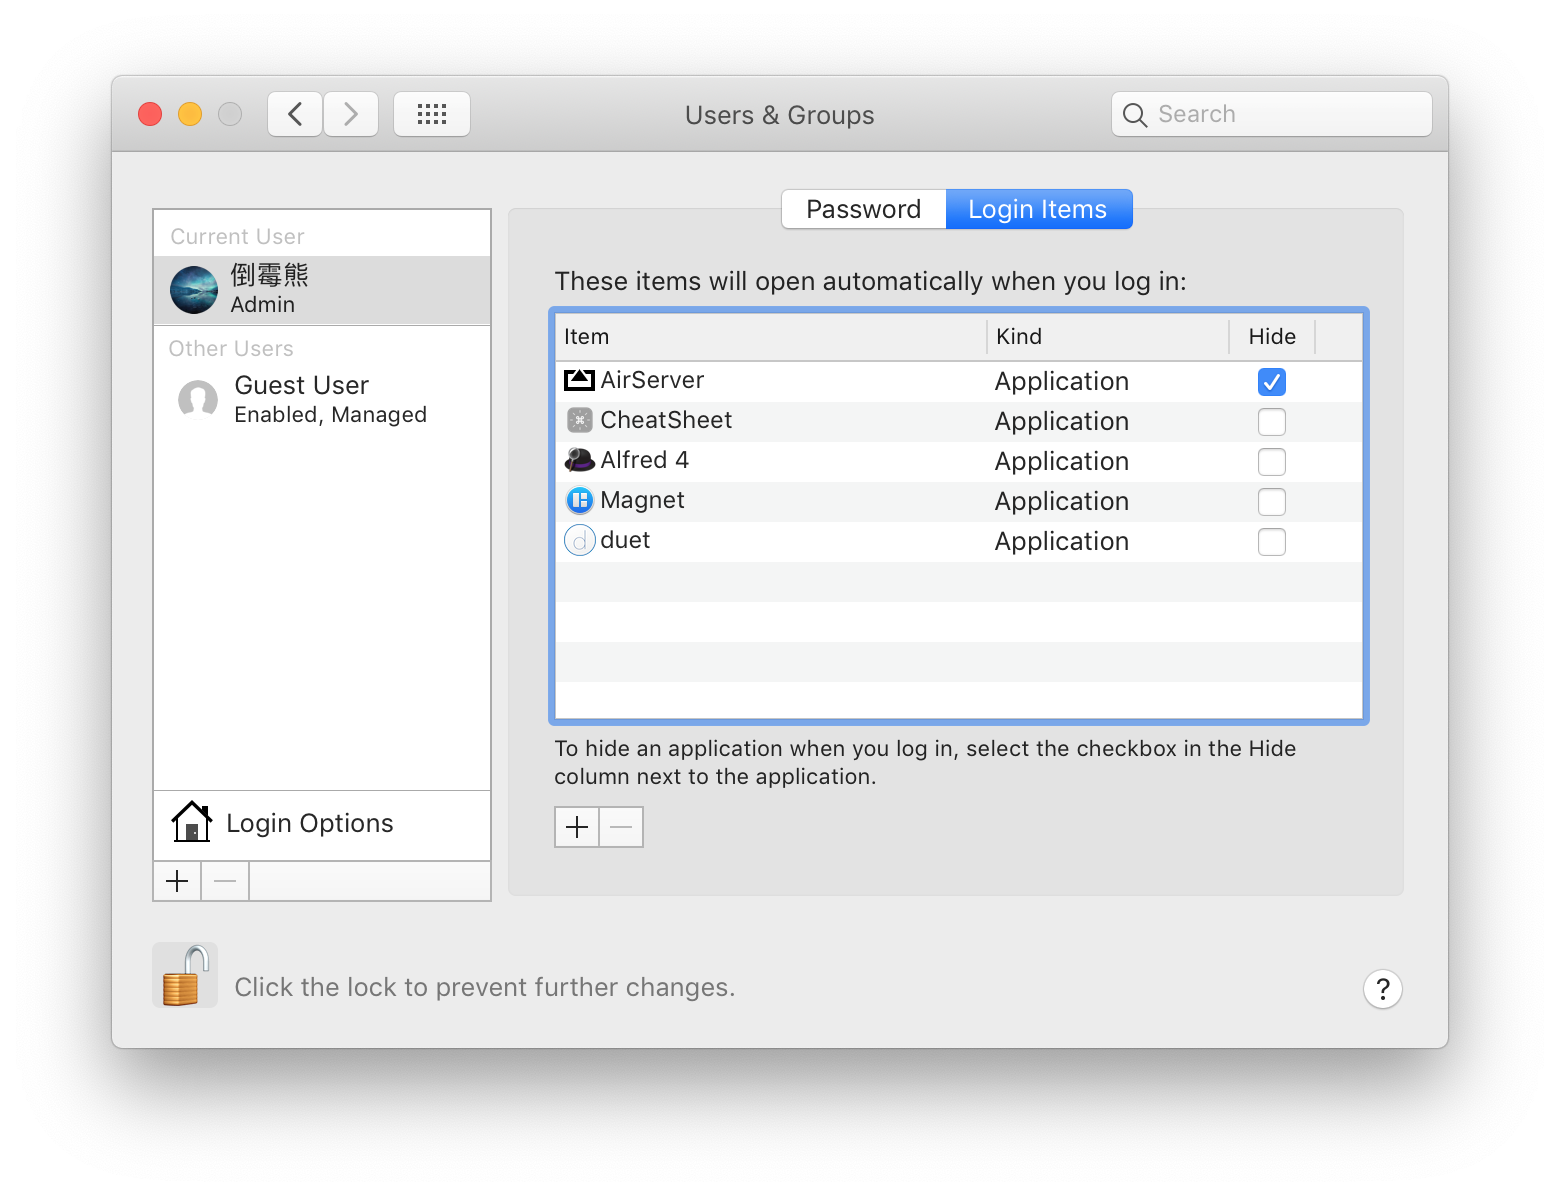 Users & Groups
Search
Current User
倒霉熊
Admin
Other Users
Guest User
Enabled, Managed
Login Options
Password
Login Items
These items will open automatically when you log in:
Item Kind Hide
AirServer Application
CheatSheet Application
Alfred 4 Application
Magnet Application
duet Application
To hide an application when you log in, select the checkbox in the Hide
column next to the application.
Click the lock to prevent further changes.
?